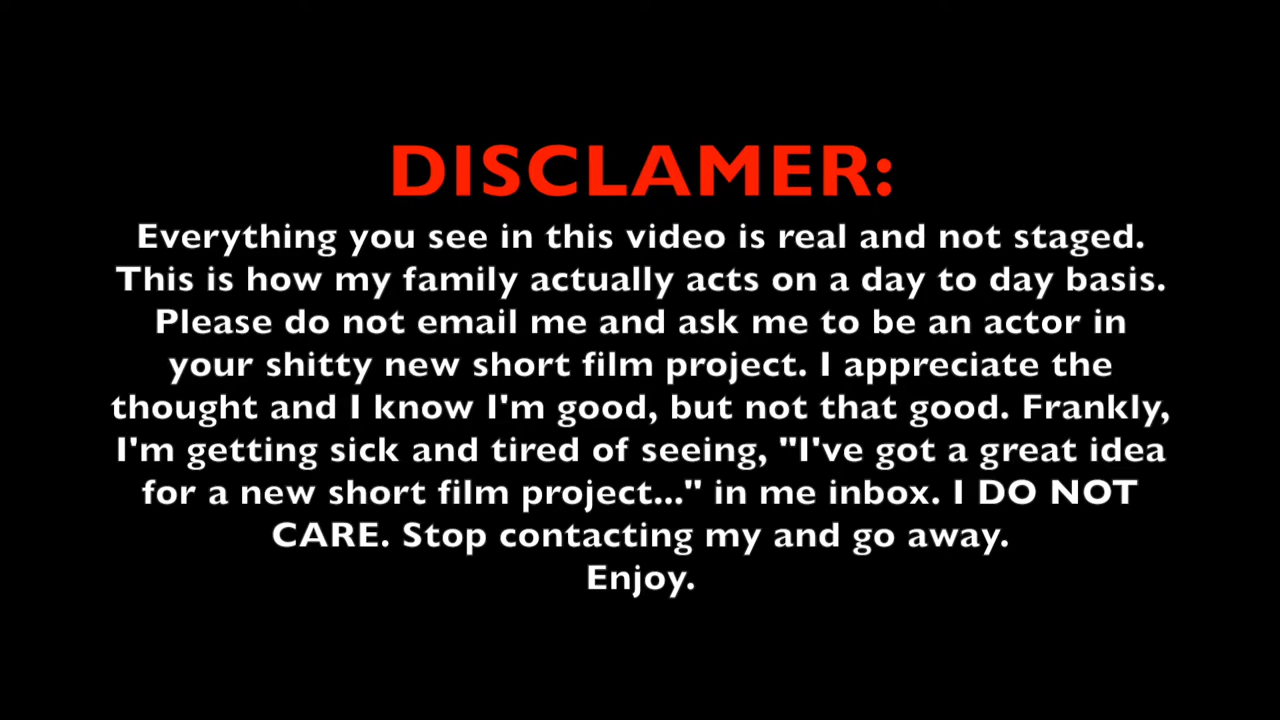 DISCLAMER:
Everything you see in this video is real and not staged.
This is how my family actually acts on a day to day basis.
Please do not email me and ask me to be an actor in
your shitty new short film project. I appreciate the
thought and I know I'm good, but not that good. Frankly,
I'm getting sick and tired of seeing, "I've got a great idea
for a new short film project..." in me inbox. I DO NOT
CARE. Stop contacting my and go away.
Enjoy.